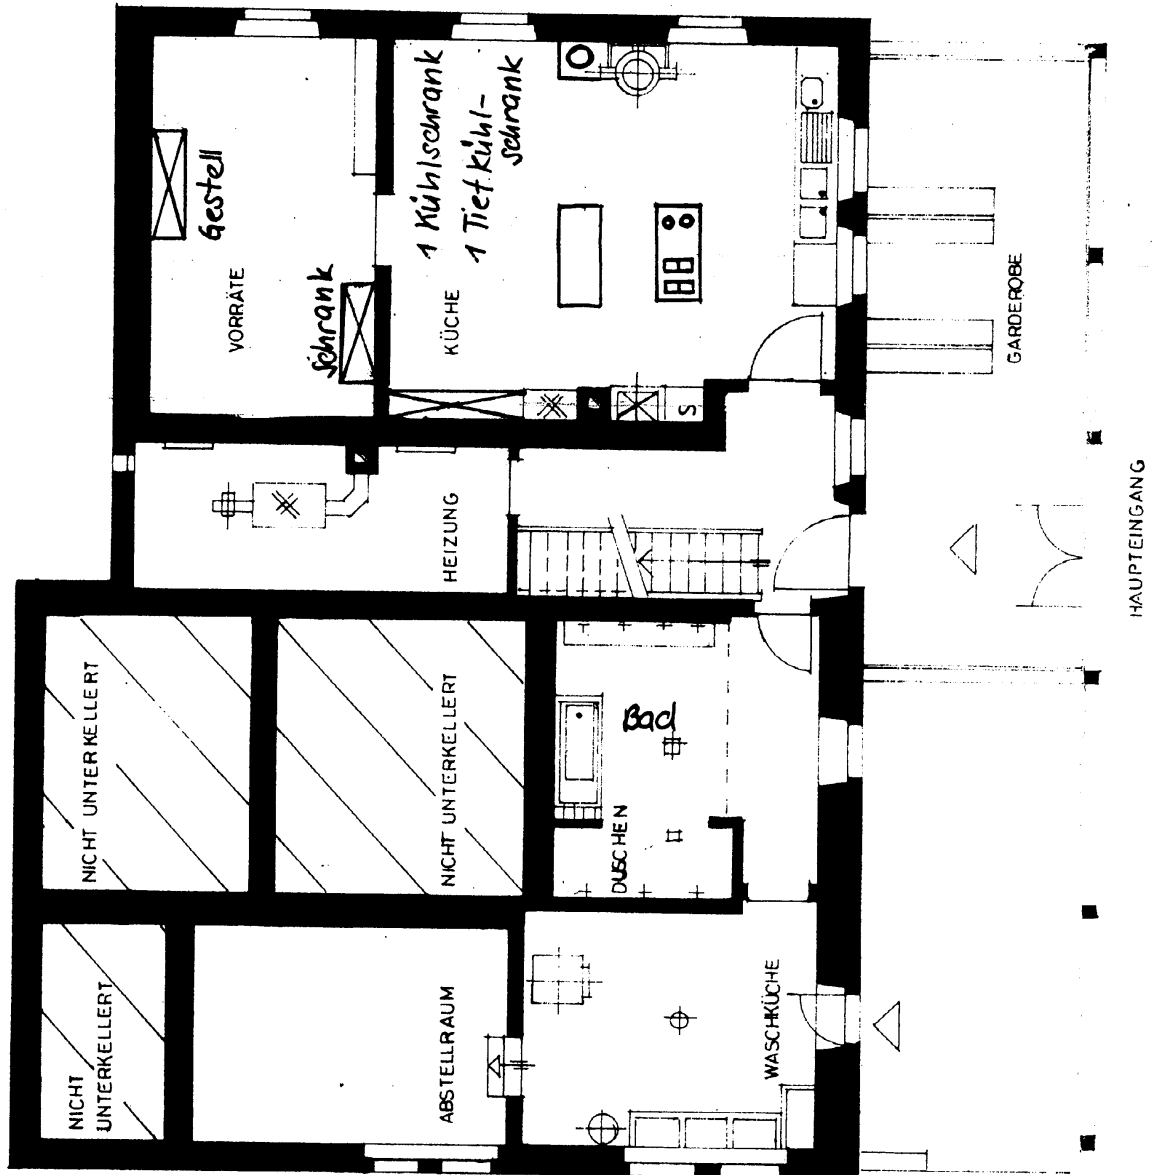 Gestell
VORRÄTE
Schrank
1 Kühlschrank
1 Tiefkühl-
schrank
KÜCHE
S
GARDEROBE
HEIZUNG
HAUPTEINGANG
NICHT UNTERKELLERT
NICHT UNTERKELLERT
Bad
DUSCHEN
NICHT
UNTERKELLERT
ABSTELLRAUM
WASCHKÜCHE